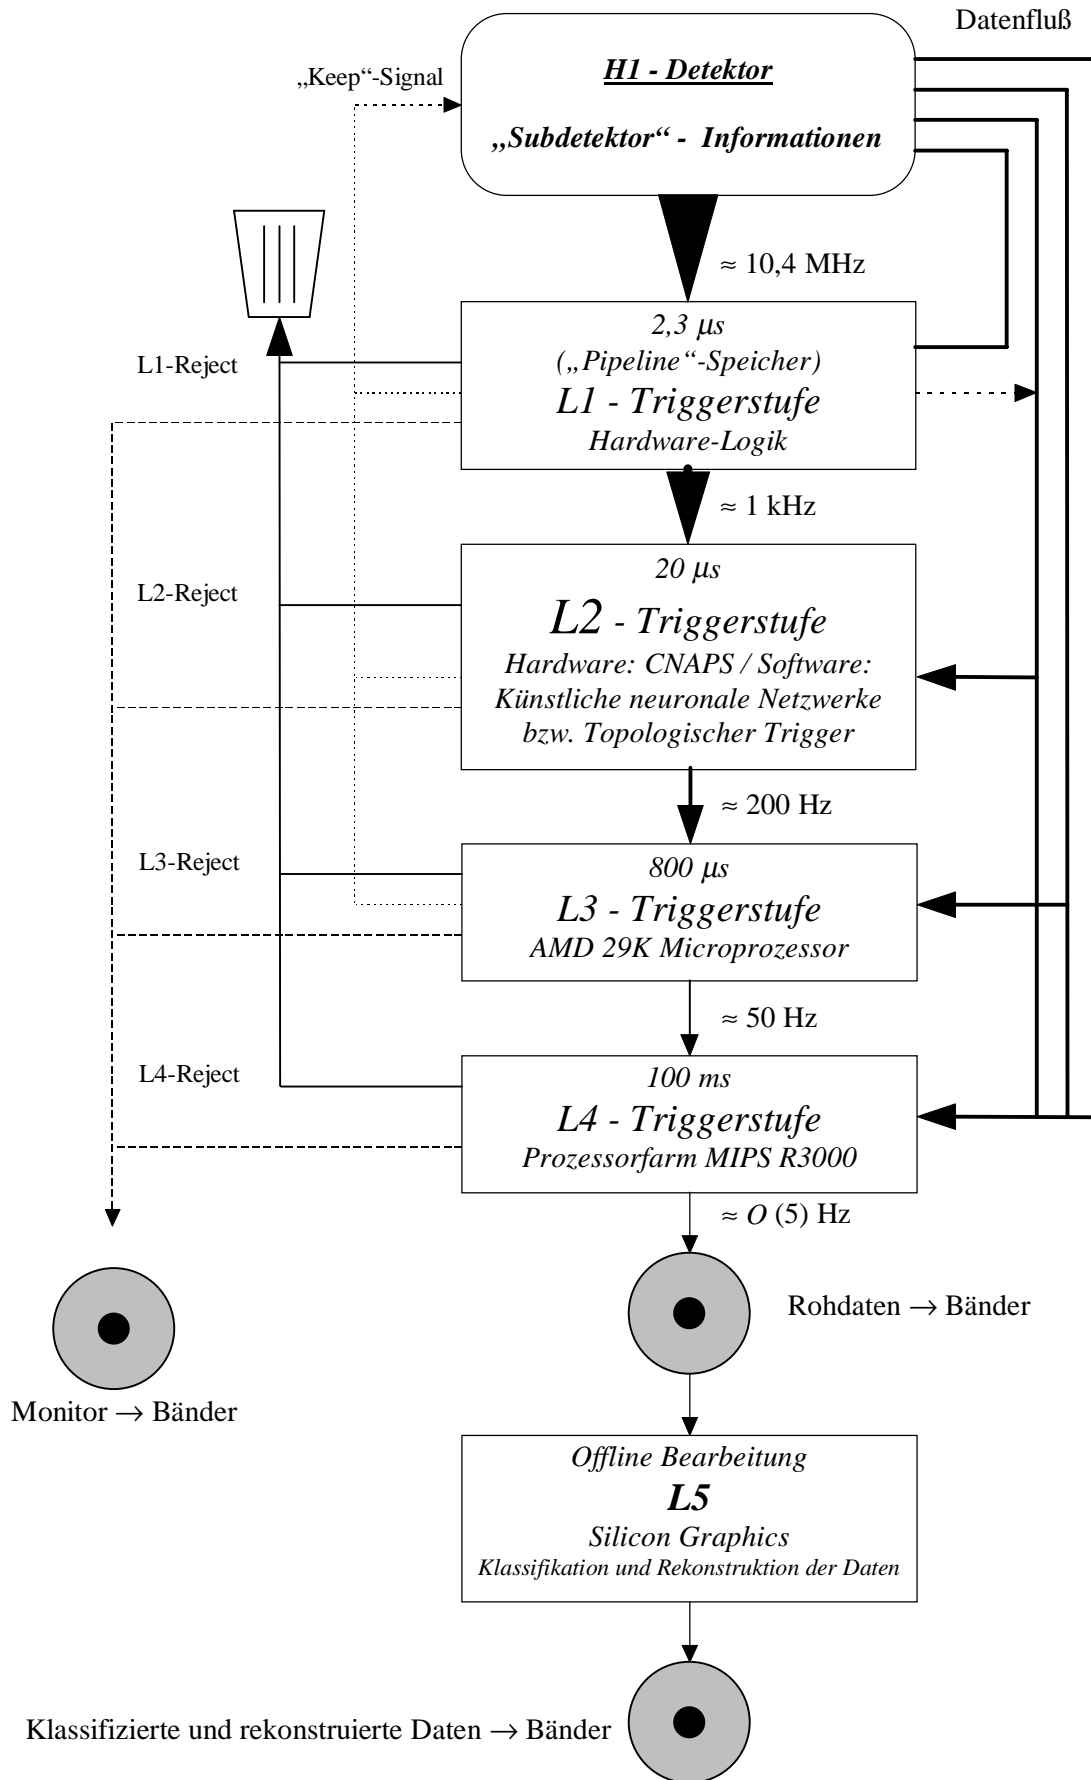 Datenfluß
H1 - Detektor
„Keep“-Signal
„Subdetektor“ - Informationen
≈ 10,4 MHz
2,3 µs
(„Pipeline“-Speicher)
L1-Reject
L1 - Triggerstufe
Hardware-Logik
≈ 1 kHz
20 µs
L2-Reject
L2 - Triggerstufe
Hardware: CNAPS / Software:
Künstliche neuronale Netzwerke
bzw. Topologischer Trigger
≈ 200 Hz
800 µs
L3-Reject
L3 - Triggerstufe
AMD 29K Microprozessor
≈ 50 Hz
100 ms
L4-Reject
L4 - Triggerstufe
Prozessorfarm MIPS R3000
≈ O (5) Hz
Rohdaten → Bänder
Monitor → Bänder
Offline Bearbeitung
L5
Silicon Graphics
Klassifikation und Rekonstruktion der Daten
Klassifizierte und rekonstruierte Daten → Bänder